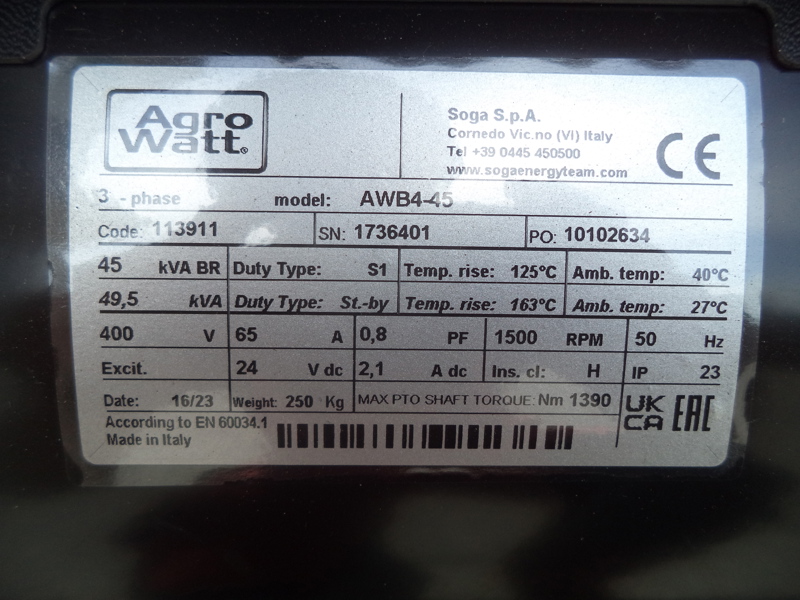 Agro
Watt®
Soga S.p.A.
Cornedo Vic.no (VI) Italy
Tel +39 0445 450500
www.sogaenergyteam.com
CE
3 - phase model: AWB4-45
Code: 113911 SN: 1736401 PO: 10102634
45 kVA BR Duty Type: S1 Temp. rise: 125°C Amb. temp: 40°C
49,5 kVA Duty Type: St.-by Temp. rise: 163°C Amb. temp: 27°C
400 V 65 A 0,8 PF 1500 RPM 50 Hz
Excit. 24 V dc 2,1 A dc Ins. cl: H IP 23
Date: 16/23 Weight: 250 Kg MAX PTO SHAFT TORQUE: Nm 1390
UK
CA
EAC
According to EN 60034.1
Made in Italy